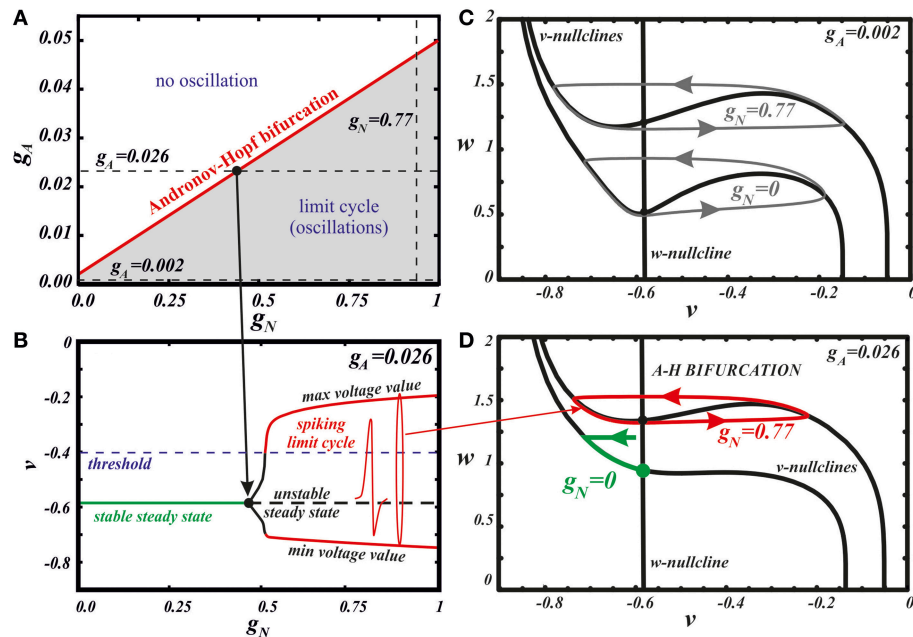 A
0.05
0.04
0.03
0.02
0.01
0.00
g_A
no oscillation
g_N=0.77
g_A=0.026
Andronov-Hopf bifurcation
limit cycle
(oscillations)
g_A=0.002
0.0
0.25
0.5
0.75
1
g_N
B
0
-0.2
-0.4
-0.6
-0.8
v
g_A=0.026
max voltage value
spiking
limit cycle
threshold
unstable
steady state
stable steady state
min voltage value
0.0
0.25
0.5
0.75
1
g_N
C
2
1.5
1
0.5
0
w
v-nullclines
g_A=0.002
g_N=0.77
g_N=0
w-nullcline
-0.8
-0.6
-0.4
-0.2
0
v
D
2
1.5
1
0.5
0
w
g_A=0.026
A-H BIFURCATION
g_N=0.77
g_N=0
v-nullclines
w-nullcline
-0.8
-0.6
-0.4
-0.2
0
v